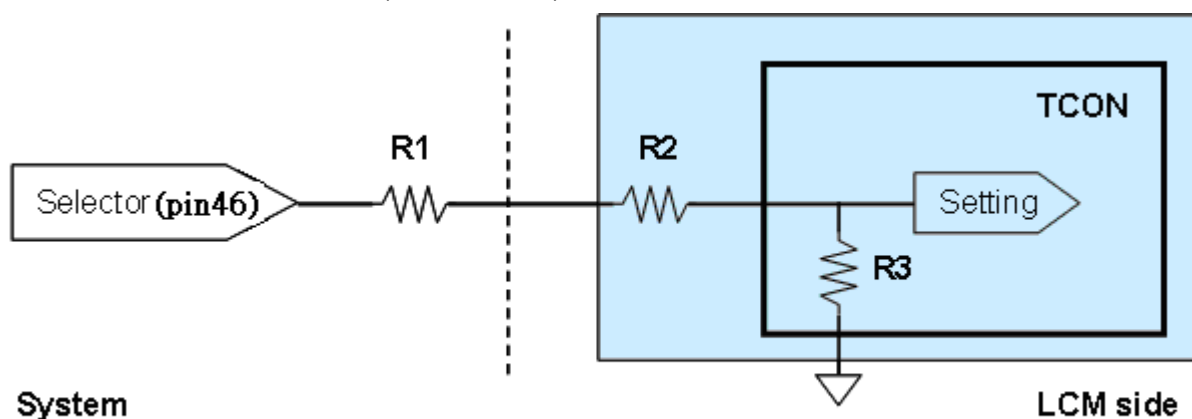 TCON
R1
R2
Selector(pin46)
Setting
R3
System
LCM side